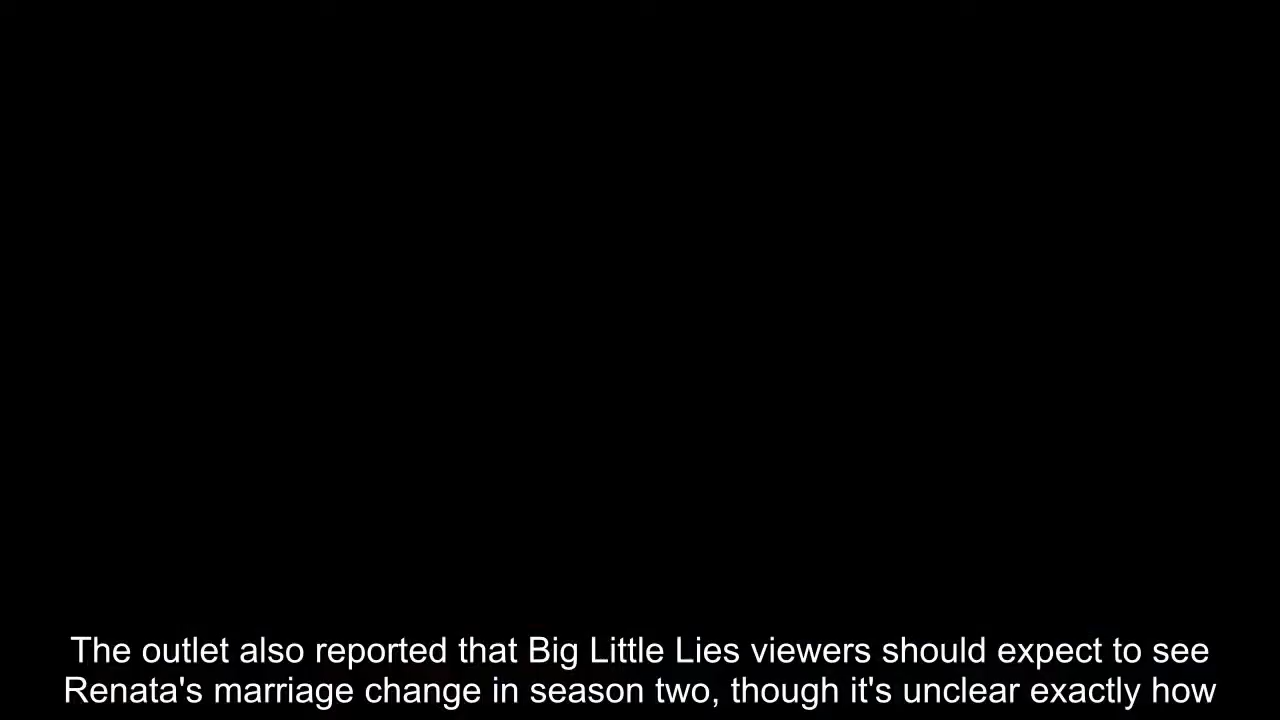 The outlet also reported that Big Little Lies viewers should expect to see
Renata's marriage change in season two, though it's unclear exactly how